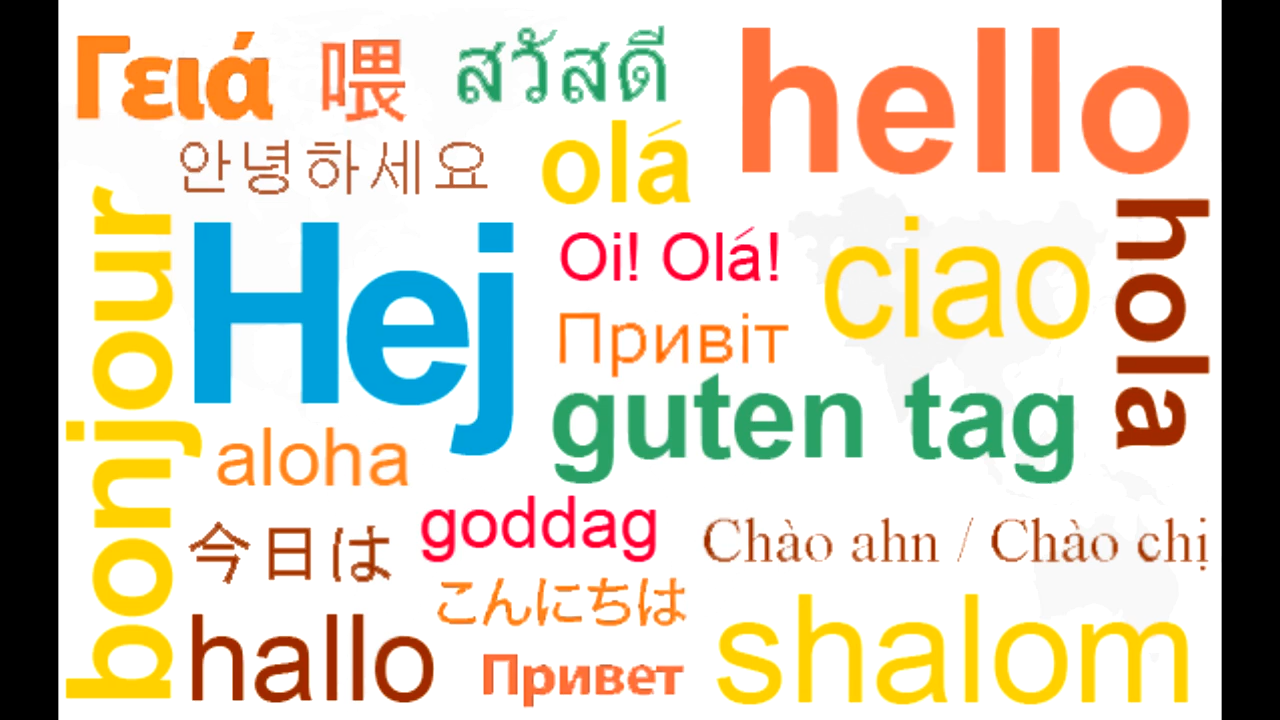 Γειά
喂
สวัสดี
hello
안녕하세요
olá
bonjour
Hej
Oi! Olá!
ciao
hola
Привіт
guten tag
aloha
goddag
Chào ahn / Chào chị
今日は
こんにちは
hallo
Привет
shalom